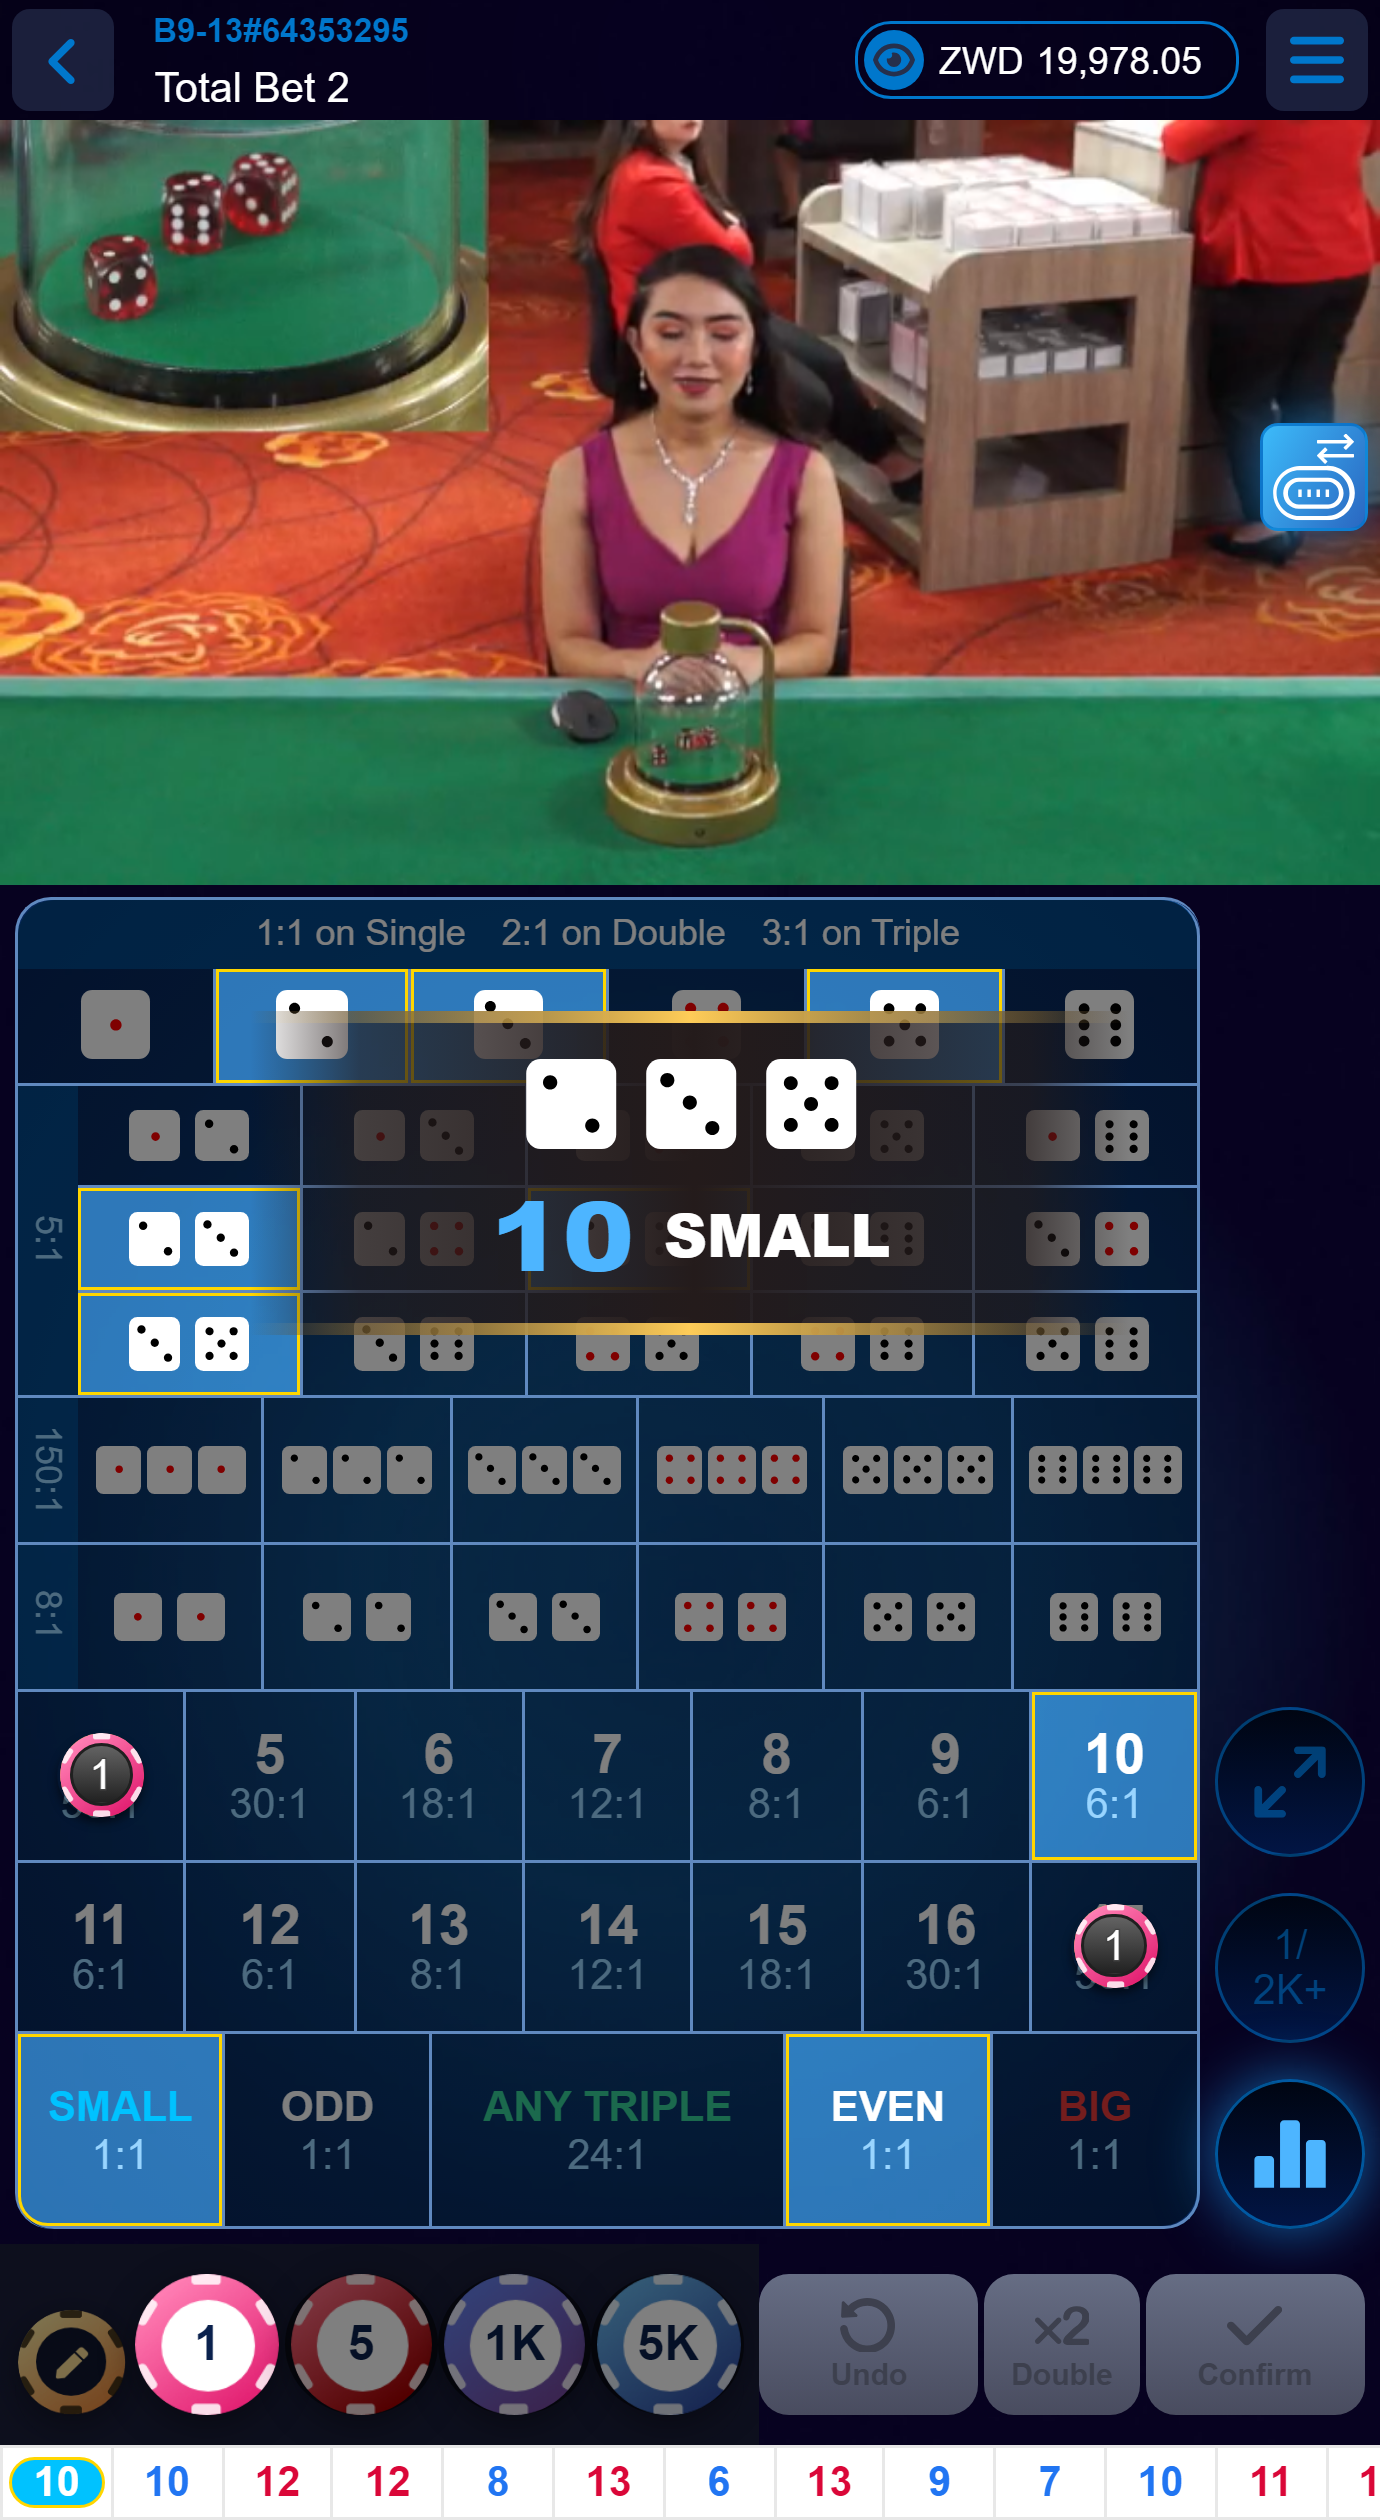 B9-13#64353295
Total Bet 2
ZWD 19,978.05
1:1 on Single 2:1 on Double 3:1 on Triple
10 SMALL
5:1
150:1
8:1
1 5 6 7 8 9 10
30:1 18:1 12:1 8:1 6:1 6:1
11 12 13 14 15 16 1
6:1 6:1 8:1 12:1 18:1 30:1
1/
2K+
SMALL ODD ANY TRIPLE EVEN BIG
1:1 1:1 24:1 1:1 1:1
1 5 1K 5K
x2
Undo Double Confirm
10 10 12 12 8 13 6 13 9 7 10 11